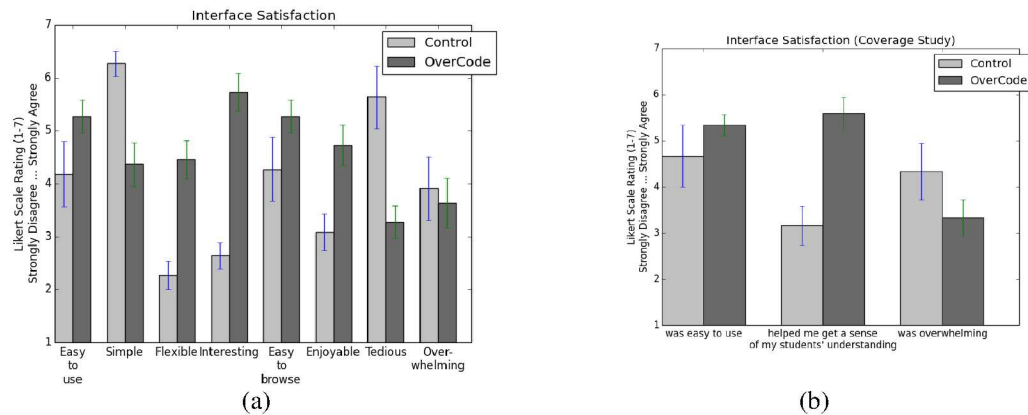 Interface Satisfaction
7
6
5
4
3
2
1
Likert Scale Rating (1-7)
Strongly Disagree ... Strongly Agree
Control
OverCode
Easy
to
use
Simple
Flexible
Interesting
Easy
to
browse
Enjoyable
Tedious
Over-
whelming
(a)
Interface Satisfaction (Coverage Study)
7
6
5
4
3
2
1
Likert Scale Rating (1-7)
Strongly Disagree ... Strongly Agree
Control
OverCode
was easy to use
helped me get a sense
of my students' understanding
was overwhelming
(b)